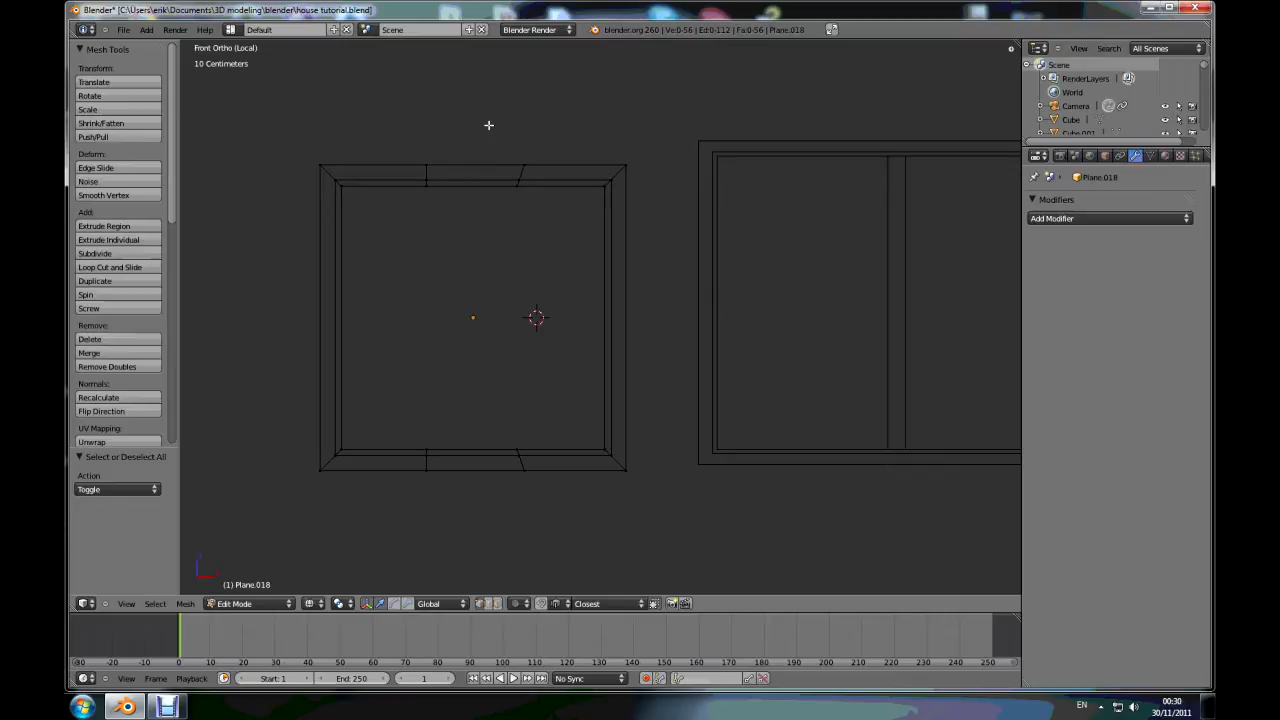 Blender* [C:\Users\erik\Documents\3D modeling\blender\house tutorial.blend]
File Add Render Help Default Scene Blender Render blender.org 260 | Ve:0-56 | Ed:0-112 | Fa:0-56 | Plane.018
Mesh Tools
Front Ortho (Local)
View Search All Scenes
10 Centimeters
Scene
Transform:
RenderLayers
Translate
World
Rotate
Camera
Scale
Cube
Shrink/Fatten
Cube.001
Push/Pull
Deform:
Edge Slide
Plane.018
Noise
Smooth Vertex
Modifiers
Add:
Add Modifier
Extrude Region
Extrude Individual
Subdivide
Loop Cut and Slide
Duplicate
Spin
Screw
Remove:
Delete
Merge
Remove Doubles
Normals:
Recalculate
Flip Direction
UV Mapping:
Unwrap
Select or Deselect All
Action
Toggle
(1) Plane.018
View Select Mesh Edit Mode Global Closest
-20 -10 0 10 20 30 40 50 60 70 80 90 100 110 120 130 140 150 160 170 180 190 200 210 220 230 240 250
View Frame Playback Start: 1 End: 250 1 No Sync
EN 00:30
30/11/2011